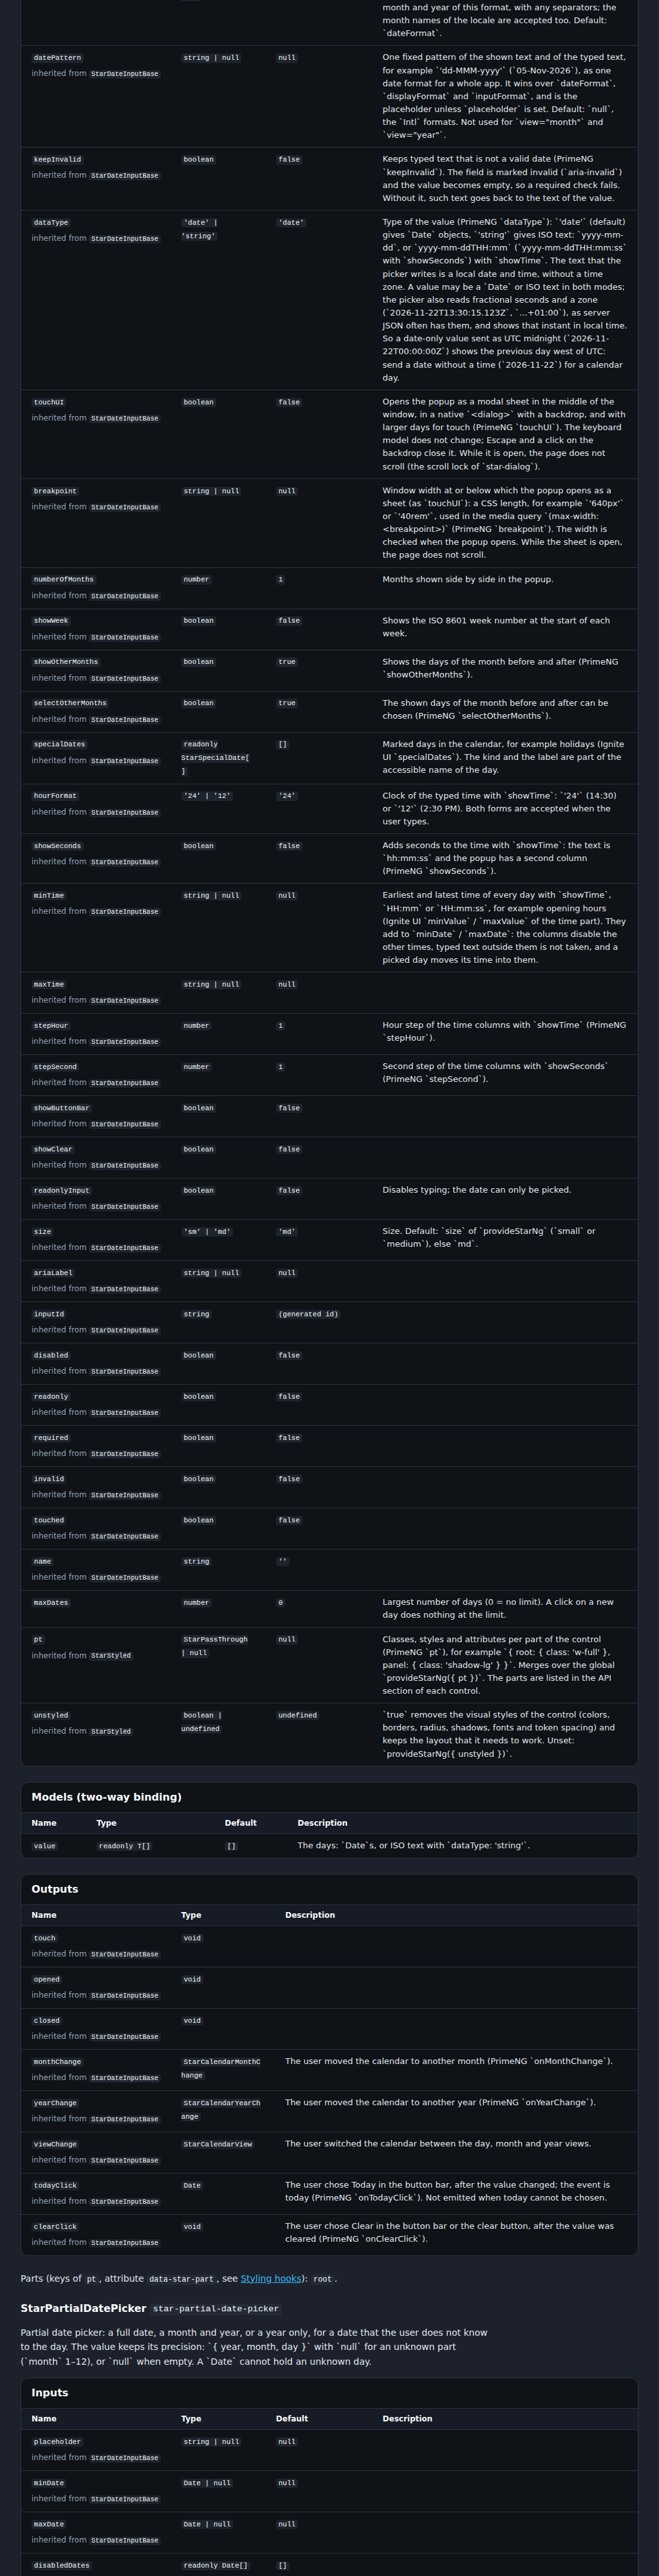 month and year of this format, with any separators; the
month names of the locale are accepted too. Default:
`dateFormat`.
datePattern string | null null One fixed pattern of the shown text and of the typed text,
inherited from StarDateInputBase for example `'dd-MMM-yyyy'` (`05-Nov-2026`), as one
date format for a whole app. It wins over `dateFormat`,
`displayFormat` and `inputFormat`, and is the
placeholder unless `placeholder` is set. Default: `null`,
the `Intl` formats. Not used for `view="month"` and
`view="year"`.
keepInvalid boolean false Keeps typed text that is not a valid date (PrimeNG
inherited from StarDateInputBase `keepInvalid`). The field is marked invalid (`aria-invalid`)
and the value becomes empty, so a required check fails.
Without it, such text goes back to the text of the value.
dataType 'date' | 'date' Type of the value (PrimeNG `dataType`): `'date'` (default)
inherited from StarDateInputBase 'string' gives `Date` objects, `'string'` gives ISO text: `yyyy-mm-
dd`, or `yyyy-mm-ddTHH:mm` (`yyyy-mm-ddTHH:mm:ss`
with `showSeconds`) with `showTime`. The text that the
picker writes is a local date and time, without a time
zone. A value may be a `Date` or ISO text in both modes;
the picker also reads fractional seconds and a zone
(`2026-11-22T13:30:15.123Z`, `...+01:00`), as server
JSON often has them, and shows that instant in local time.
So a date-only value sent as UTC midnight (`2026-11-
22T00:00:00Z`) shows the previous day west of UTC:
send a date without a time (`2026-11-22`) for a calendar
day.
touchUI boolean false Opens the popup as a modal sheet in the middle of the
inherited from StarDateInputBase window, in a native `<dialog>` with a backdrop, and with
larger days for touch (PrimeNG `touchUI`). The keyboard
model does not change; Escape and a click on the
backdrop close it. While it is open, the page does not
scroll (the scroll lock of `star-dialog`).
breakpoint string | null null Window width at or below which the popup opens as a
inherited from StarDateInputBase sheet (as `touchUI`): a CSS length, for example `'640px'`
or `'40rem'`, used in the media query `(max-width:
<breakpoint>)` (PrimeNG `breakpoint`). The width is
checked when the popup opens. While the sheet is open,
the page does not scroll.
numberOfMonths number 1 Months shown side by side in the popup.
inherited from StarDateInputBase
showWeek boolean false Shows the ISO 8601 week number at the start of each
inherited from StarDateInputBase week.
showOtherMonths boolean true Shows the days of the month before and after (PrimeNG
inherited from StarDateInputBase `showOtherMonths`).
selectOtherMonths boolean true The shown days of the month before and after can be
inherited from StarDateInputBase chosen (PrimeNG `selectOtherMonths`).
specialDates readonly [] Marked days in the calendar, for example holidays (Ignite
inherited from StarDateInputBase StarSpecialDate[ UI `specialDates`). The kind and the label are part of the
] accessible name of the day.
hourFormat '24' | '12' '24' Clock of the typed time with `showTime`: `'24'` (14:30)
inherited from StarDateInputBase or `'12'` (2:30 PM). Both forms are accepted when the
user types.
showSeconds boolean false Adds seconds to the time with `showTime`: the text is
inherited from StarDateInputBase `hh:mm:ss` and the popup has a second column
(PrimeNG `showSeconds`).
minTime string | null null Earliest and latest time of every day with `showTime`,
inherited from StarDateInputBase `HH:mm` or `HH:mm:ss`, for example opening hours
(Ignite UI `minValue` / `maxValue` of the time part). They
add to `minDate` / `maxDate`: the columns disable the
other times, typed text outside them is not taken, and a
picked day moves its time into them.
maxTime string | null null
inherited from StarDateInputBase
stepHour number 1 Hour step of the time columns with `showTime` (PrimeNG
inherited from StarDateInputBase `stepHour`).
stepSecond number 1 Second step of the time columns with `showSeconds`
inherited from StarDateInputBase (PrimeNG `stepSecond`).
showButtonBar boolean false
inherited from StarDateInputBase
showClear boolean false
inherited from StarDateInputBase
readonlyInput boolean false Disables typing; the date can only be picked.
inherited from StarDateInputBase
size 'sm' | 'md' 'md' Size. Default: `size` of `provideStarNg` (`small` or
inherited from StarDateInputBase `medium`), else `md`.
ariaLabel string | null null
inherited from StarDateInputBase
inputId string (generated id)
inherited from StarDateInputBase
disabled boolean false
inherited from StarDateInputBase
readonly boolean false
inherited from StarDateInputBase
required boolean false
inherited from StarDateInputBase
invalid boolean false
inherited from StarDateInputBase
touched boolean false
inherited from StarDateInputBase
name string ''
inherited from StarDateInputBase
maxDates number 0 Largest number of days (0 = no limit). A click on a new
day does nothing at the limit.
pt StarPassThrough null Classes, styles and attributes per part of the control
inherited from StarStyled | null (PrimeNG `pt`), for example `{ root: { class: 'w-full' },
panel: { class: 'shadow-lg' } }`. Merges over the global
`provideStarNg({ pt })`. The parts are listed in the API
section of each control.
unstyled boolean | undefined `true` removes the visual styles of the control (colors,
inherited from StarStyled undefined borders, radius, shadows, fonts and token spacing) and
keeps the layout that it needs to work. Unset:
`provideStarNg({ unstyled })`.
Models (two-way binding)
Name Type Default Description
value readonly T[] [] The days: `Date`s, or ISO text with `dataType: 'string'`.
Outputs
Name Type Description
touch void
inherited from StarDateInputBase
opened void
inherited from StarDateInputBase
closed void
inherited from StarDateInputBase
monthChange StarCalendarMonthC The user moved the calendar to another month (PrimeNG `onMonthChange`).
inherited from StarDateInputBase hange
yearChange StarCalendarYearCh The user moved the calendar to another year (PrimeNG `onYearChange`).
inherited from StarDateInputBase ange
viewChange StarCalendarView The user switched the calendar between the day, month and year views.
inherited from StarDateInputBase
todayClick Date The user chose Today in the button bar, after the value changed; the event is
inherited from StarDateInputBase today (PrimeNG `onTodayClick`). Not emitted when today cannot be chosen.
clearClick void The user chose Clear in the button bar or the clear button, after the value was
inherited from StarDateInputBase cleared (PrimeNG `onClearClick`).
Parts (keys of pt, attribute data-star-part, see Styling hooks): root.
StarPartialDatePicker star-partial-date-picker
Partial date picker: a full date, a month and year, or a year only, for a date that the user does not know
to the day. The value keeps its precision: `{ year, month, day }` with `null` for an unknown part
(`month` 1–12), or `null` when empty. A `Date` cannot hold an unknown day.
Inputs
Name Type Default Description
placeholder string | null null
inherited from StarDateInputBase
minDate Date | null null
inherited from StarDateInputBase
maxDate Date | null null
inherited from StarDateInputBase
disabledDates readonly Date[] []